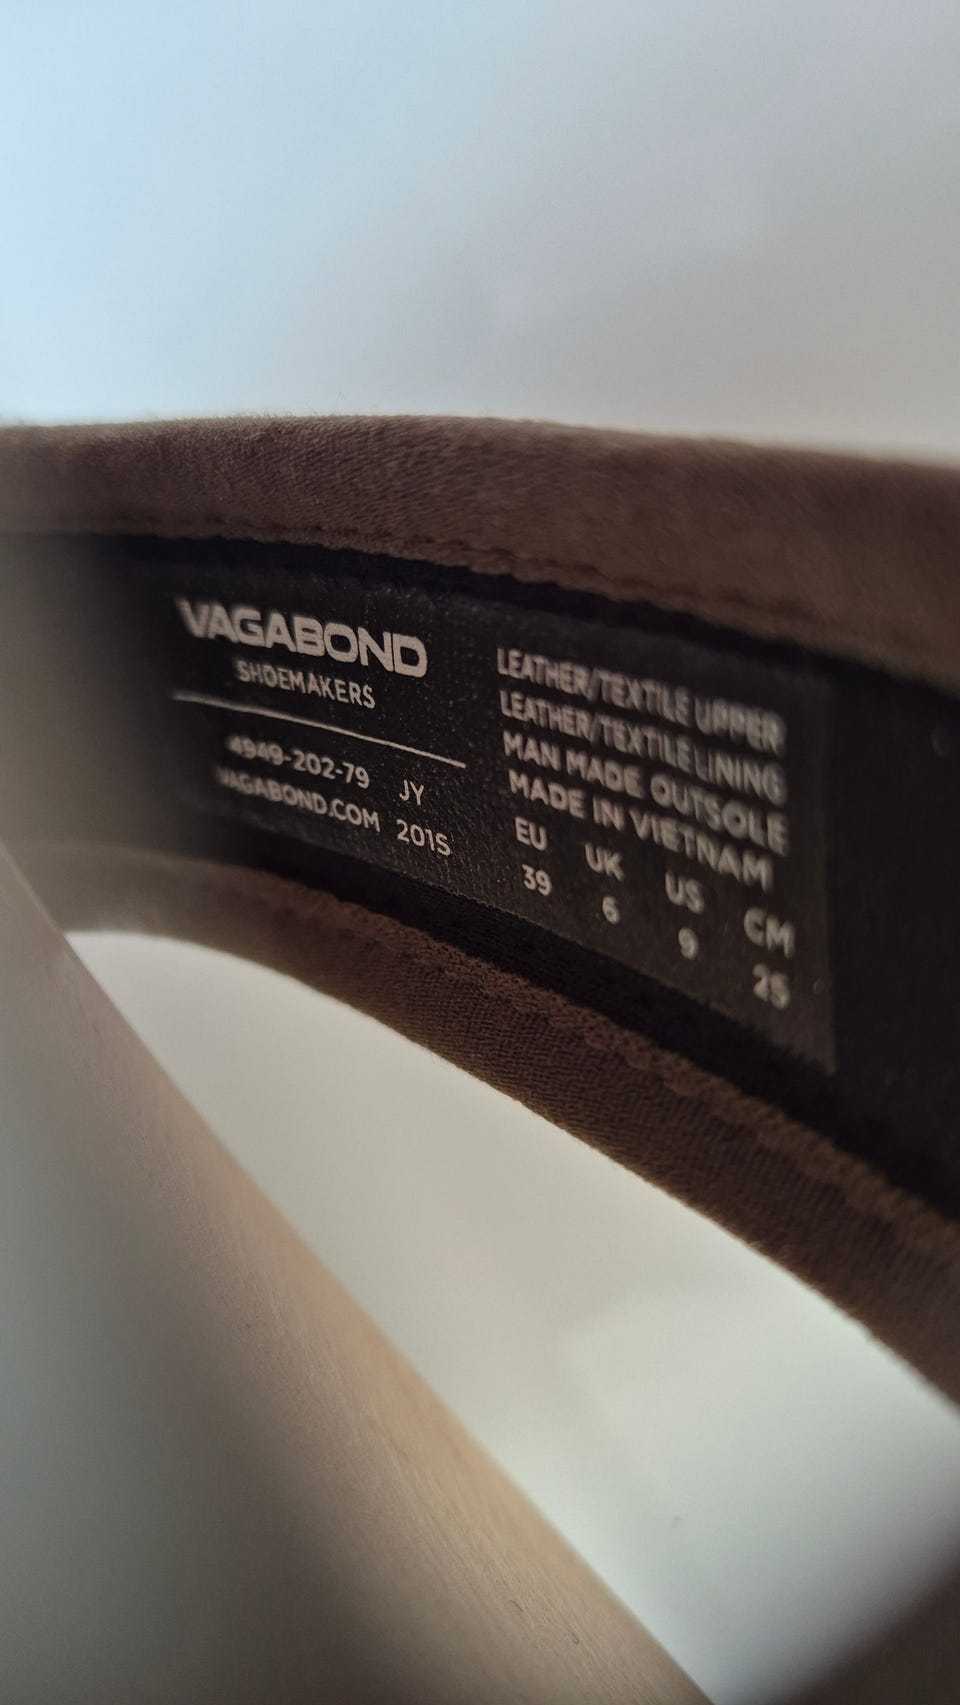 VAGABOND
SHOEMAKERS
4949-202-79 JY
VAGABOND.COM 201S
LEATHER/TEXTILE UPPER
LEATHER/TEXTILE LINING
MAN MADE OUTSOLE
MADE IN VIETNAM
EU UK US CM
39 6 9 25